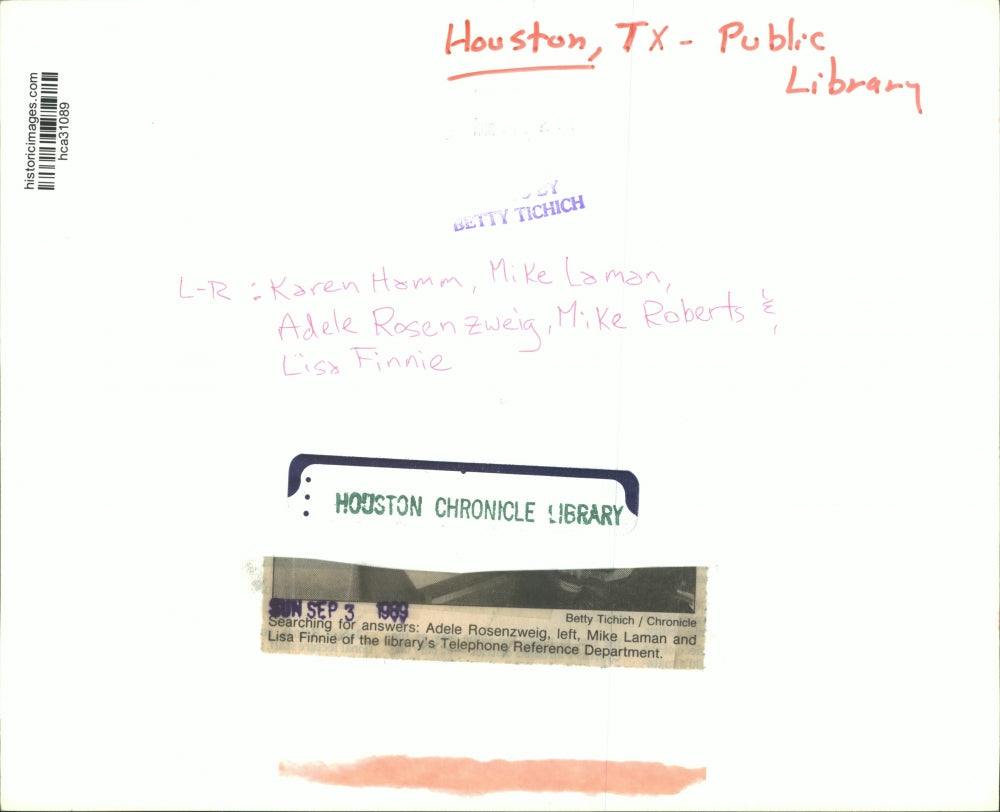 Houston, TX - Public
Library
historicimages.com
hca31089
BY
BETTY TICHICH
L-R : Karen Hamm, Mike Laman,
Adele Rosenzweig, Mike Roberts &
Lisa Finnie
HOUSTON CHRONICLE LIBRARY
SUN SEP 3 1989
Betty Tichich / Chronicle
Searching for answers: Adele Rosenzweig, left, Mike Laman and
Lisa Finnie of the library's Telephone Reference Department.